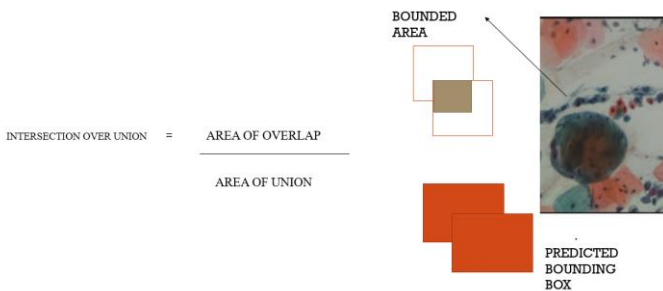 BOUNDED
AREA
INTERSECTION OVER UNION = AREA OF OVERLAP
AREA OF UNION
PREDICTED
BOUNDING
BOX